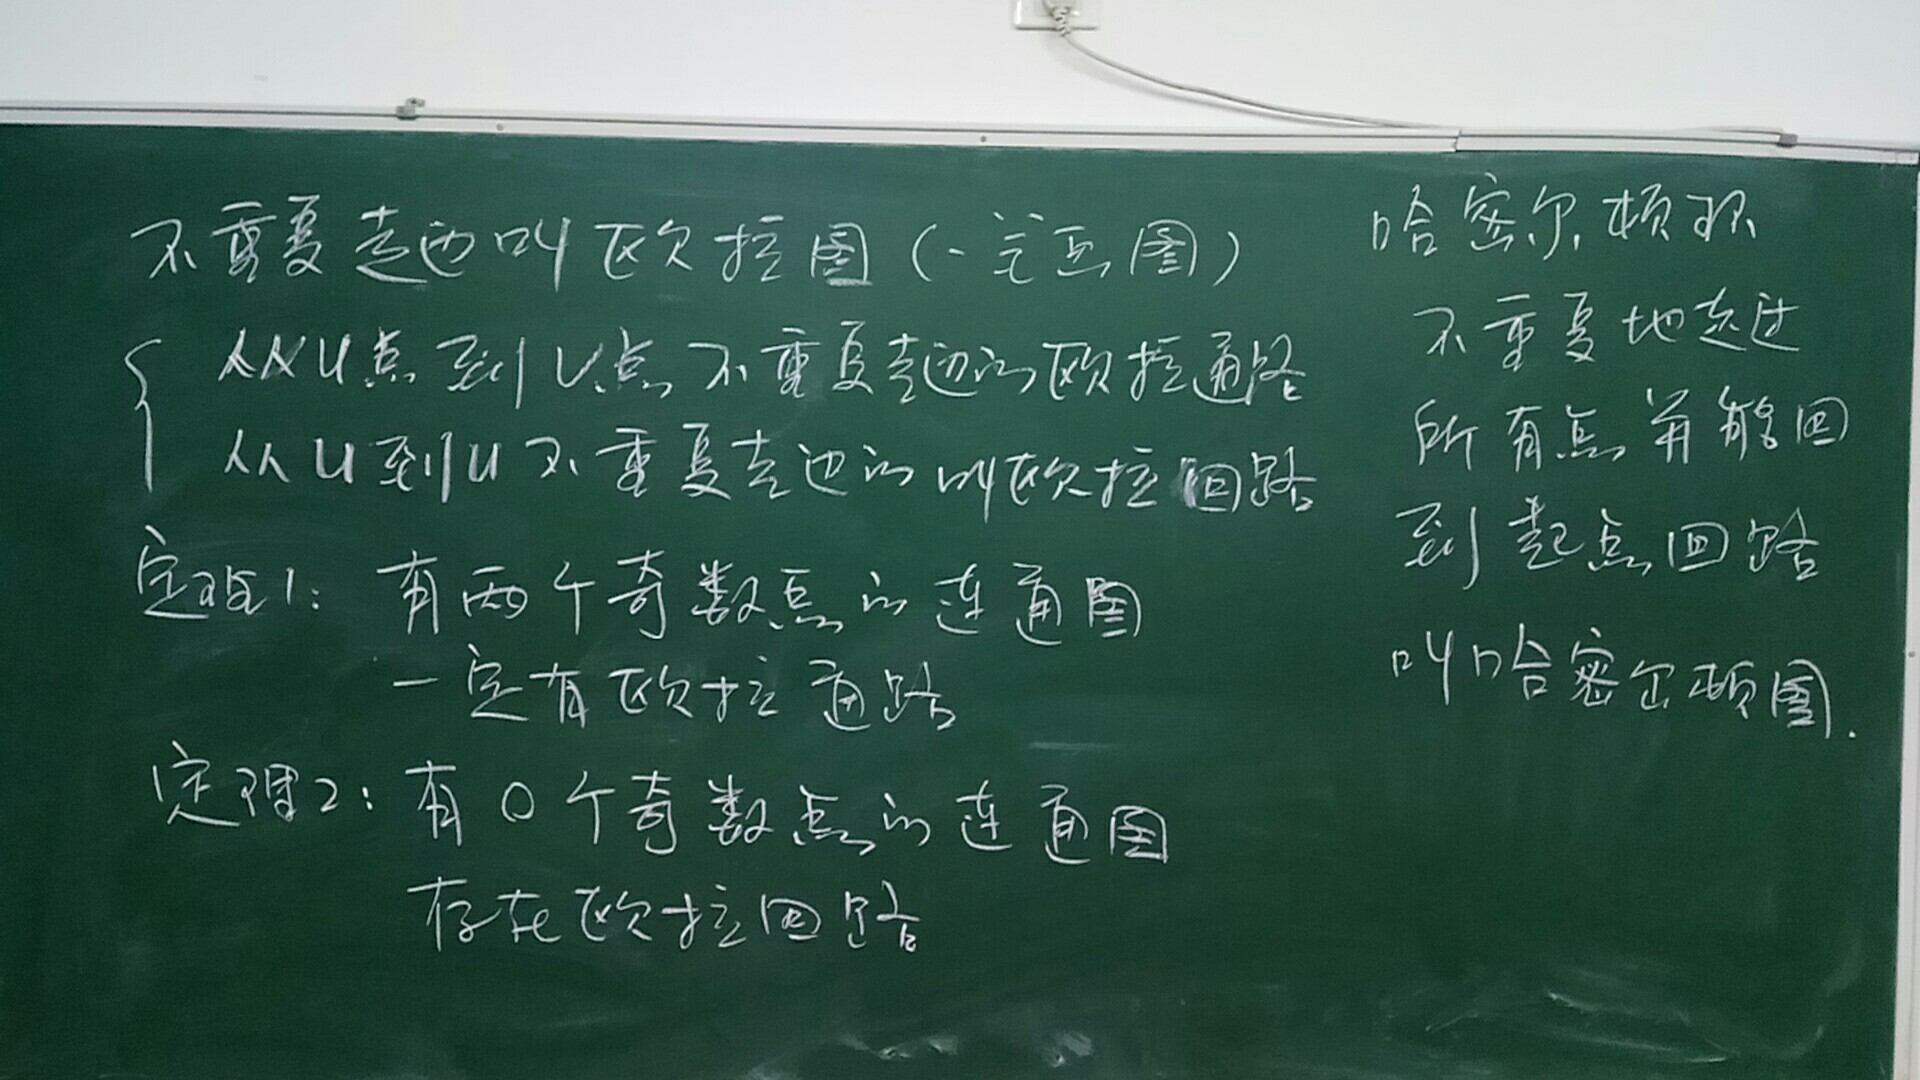 不重复走边叫欧拉图(一笔画图)
从从U点到V点不重复走边的欧拉通路
从U到U不重复走边的叫欧拉回路
定理1: 有两个奇数点的连通图
一定有欧拉通路
定理2: 有0个奇数点的连通图
存在欧拉回路
哈密尔顿环
不重复地走过
所有点并能回
到起点回路
叫哈密尔顿图.